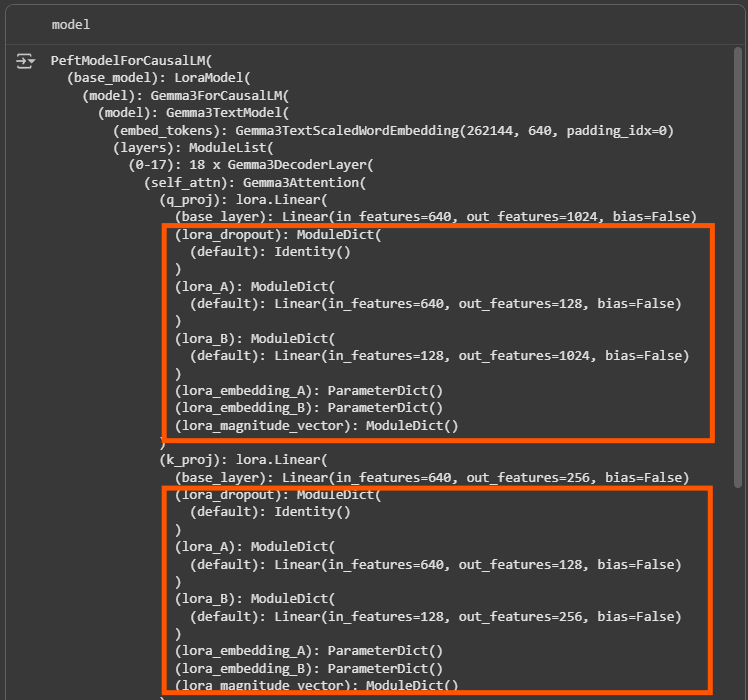 model
PeftModelForCausalLM(
(base_model): LoraModel(
(model): Gemma3ForCausalLM(
(model): Gemma3TextModel(
(embed_tokens): Gemma3TextScaledWordEmbedding(262144, 640, padding_idx=0)
(layers): ModuleList(
(0-17): 18 x Gemma3DecoderLayer(
(self_attn): Gemma3Attention(
(q_proj): lora.Linear(
(base_layer): Linear(in_features=640, out_features=1024, bias=False)
(lora_dropout): ModuleDict(
(default): Identity()
)
(lora_A): ModuleDict(
(default): Linear(in_features=640, out_features=128, bias=False)
)
(lora_B): ModuleDict(
(default): Linear(in_features=128, out_features=1024, bias=False)
)
(lora_embedding_A): ParameterDict()
(lora_embedding_B): ParameterDict()
(lora_magnitude_vector): ModuleDict()
)
(k_proj): lora.Linear(
(base_layer): Linear(in_features=640, out_features=256, bias=False)
(lora_dropout): ModuleDict(
(default): Identity()
)
(lora_A): ModuleDict(
(default): Linear(in_features=640, out_features=128, bias=False)
)
(lora_B): ModuleDict(
(default): Linear(in_features=128, out_features=256, bias=False)
)
(lora_embedding_A): ParameterDict()
(lora_embedding_B): ParameterDict()
(lora_magnitude_vector): ModuleDict()
)